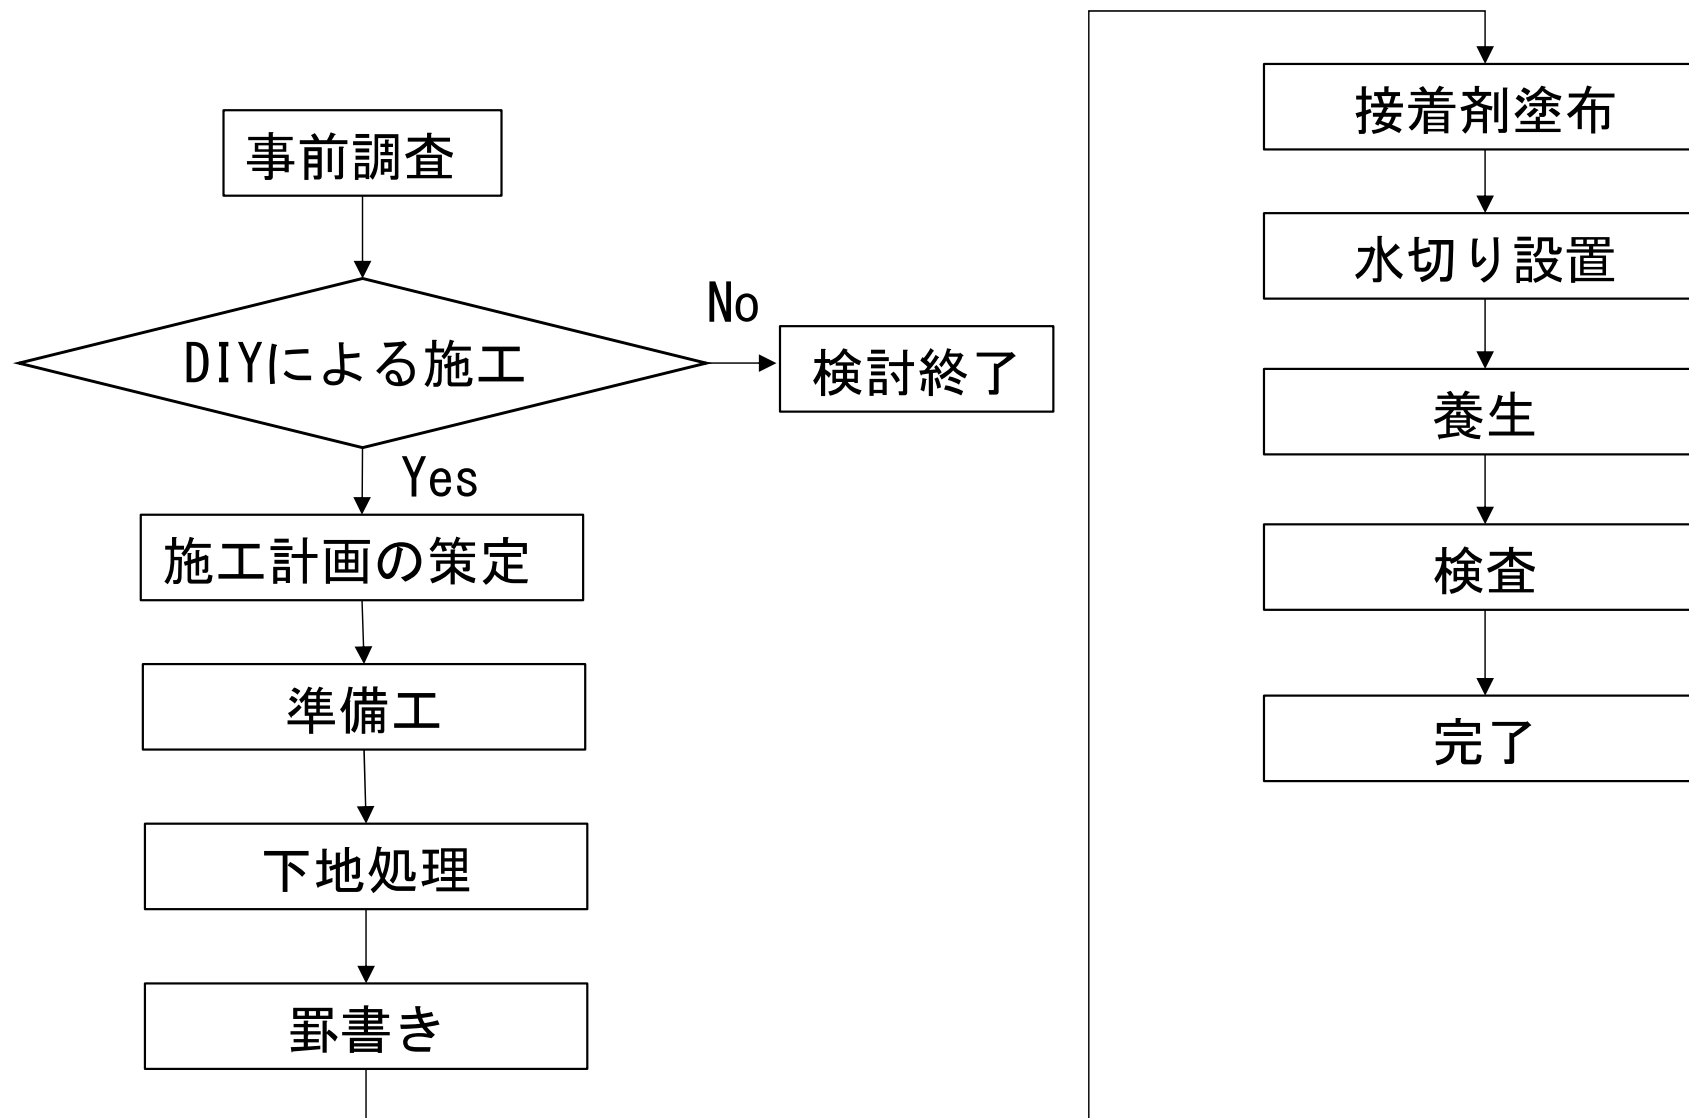 事前調査
DIYによる施工
No
検討終了
Yes
施工計画の策定
準備工
下地処理
罫書き
接着剤塗布
水切り設置
養生
検査
完了